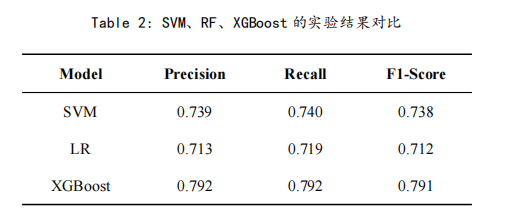 Table 2: SVM、RF、XGBoost 的实验结果对比
Model Precision Recall F1-Score
SVM 0.739 0.740 0.738
LR 0.713 0.719 0.712
XGBoost 0.792 0.792 0.791